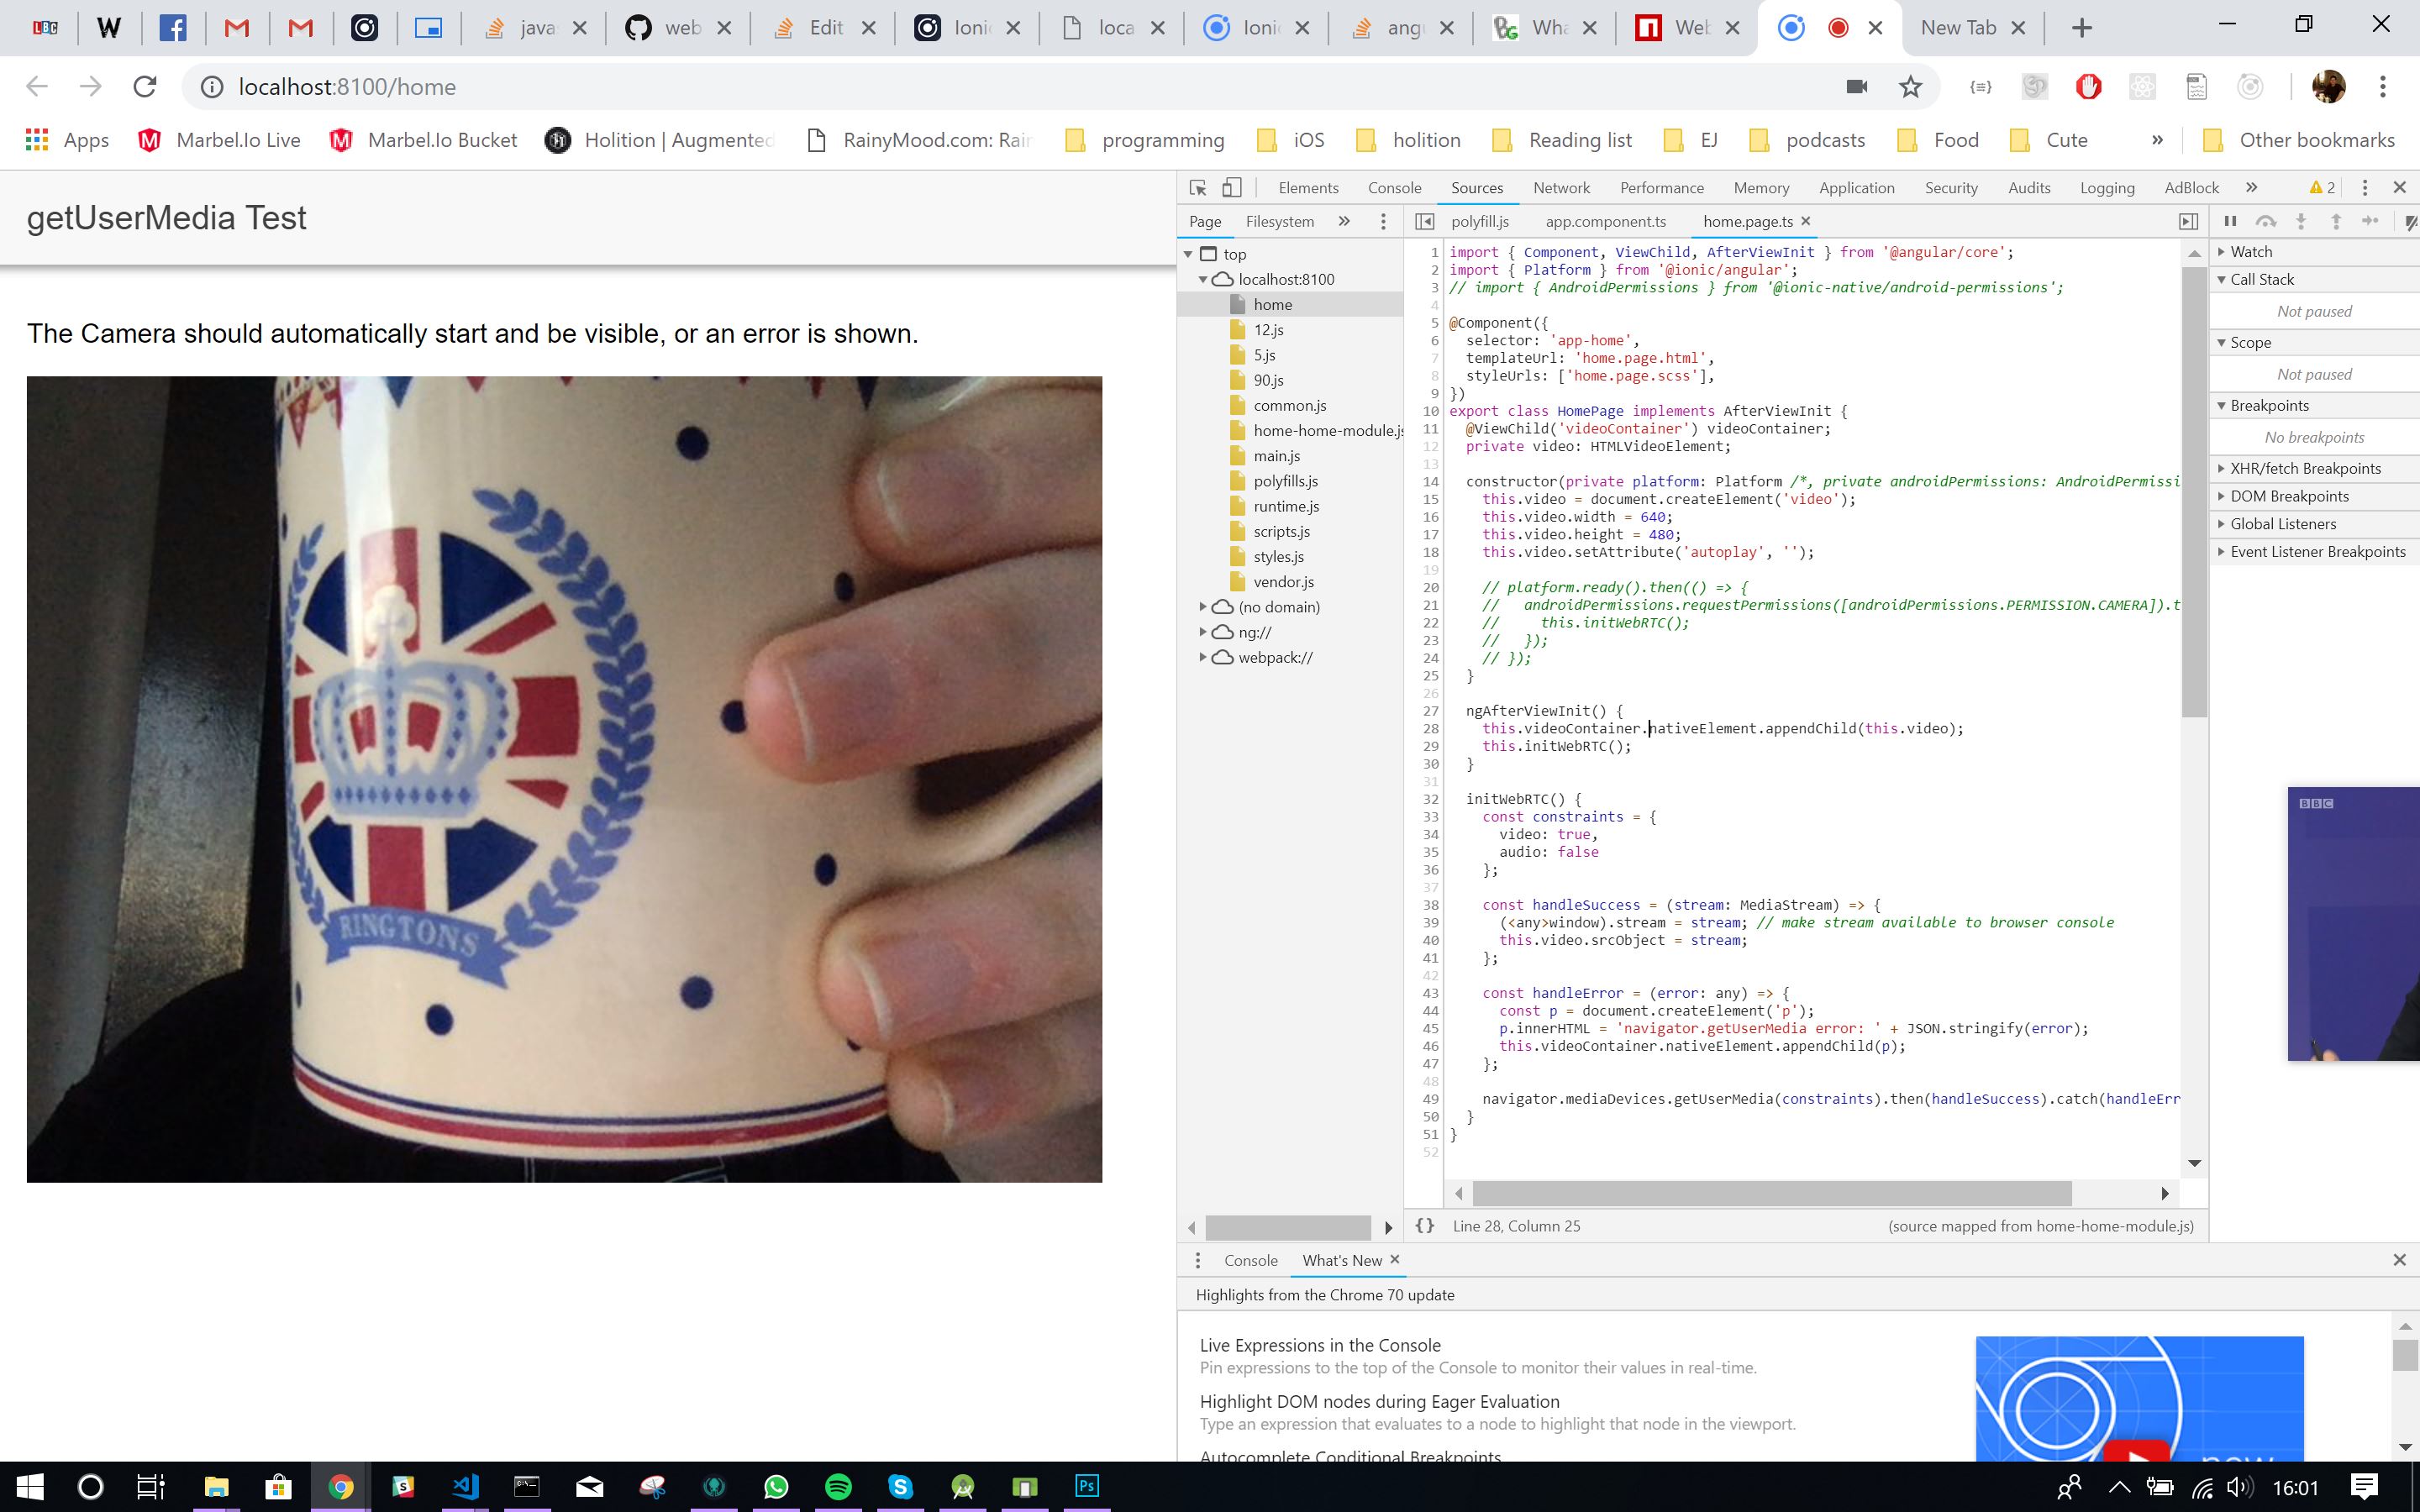 LBC
W
java
web
Edit
Ionic
loca
Ioni
ang
Wha
Web
New Tab
localhost:8100/home
Apps
Marbel.Io Live
Marbel.Io Bucket
Holition | Augmented
RainyMood.com: Rain
programming
iOS
holition
Reading list
EJ
podcasts
Food
Cute
»
Other bookmarks
getUserMedia Test
The Camera should automatically start and be visible, or an error is shown.
RINGTONS
Elements Console Sources Network Performance Memory Application Security Audits Logging AdBlock » 2
Page Filesystem »
polyfill.js app.component.ts home.page.ts
top
localhost:8100
home
12.js
5.js
90.js
common.js
home-home-module.js
main.js
polyfills.js
runtime.js
scripts.js
styles.js
vendor.js
(no domain)
ng://
webpack://
1 import { Component, ViewChild, AfterViewInit } from '@angular/core';
2 import { Platform } from '@ionic/angular';
3 // import { AndroidPermissions } from '@ionic-native/android-permissions';
4
5 @Component({
6 selector: 'app-home',
7 templateUrl: 'home.page.html',
8 styleUrls: ['home.page.scss'],
9 })
10 export class HomePage implements AfterViewInit {
11 @ViewChild('videoContainer') videoContainer;
12 private video: HTMLVideoElement;
13
14 constructor(private platform: Platform /*, private androidPermissions: AndroidPermissi
15 this.video = document.createElement('video');
16 this.video.width = 640;
17 this.video.height = 480;
18 this.video.setAttribute('autoplay', '');
19
20 // platform.ready().then(() => {
21 // androidPermissions.requestPermissions([androidPermissions.PERMISSION.CAMERA]).t
22 // this.initWebRTC();
23 // });
24 // });
25 }
26
27 ngAfterViewInit() {
28 this.videoContainer.nativeElement.appendChild(this.video);
29 this.initWebRTC();
30 }
31
32 initWebRTC() {
33 const constraints = {
34 video: true,
35 audio: false
36 };
37
38 const handleSuccess = (stream: MediaStream) => {
39 (<any>window).stream = stream; // make stream available to browser console
40 this.video.srcObject = stream;
41 };
42
43 const handleError = (error: any) => {
44 const p = document.createElement('p');
45 p.innerHTML = 'navigator.getUserMedia error: ' + JSON.stringify(error);
46 this.videoContainer.nativeElement.appendChild(p);
47 };
48
49 navigator.mediaDevices.getUserMedia(constraints).then(handleSuccess).catch(handleErr
50 }
51 }
52
{} Line 28, Column 25
(source mapped from home-home-module.js)
Watch
Call Stack
Not paused
Scope
Not paused
Breakpoints
No breakpoints
XHR/fetch Breakpoints
DOM Breakpoints
Global Listeners
Event Listener Breakpoints
BBC
Console What's New
Highlights from the Chrome 70 update
Live Expressions in the Console
Pin expressions to the top of the Console to monitor their values in real-time.
Highlight DOM nodes during Eager Evaluation
Type an expression that evaluates to a node to highlight that node in the viewport.
Autocomplete Conditional Breakpoints
new
Ps
16:01